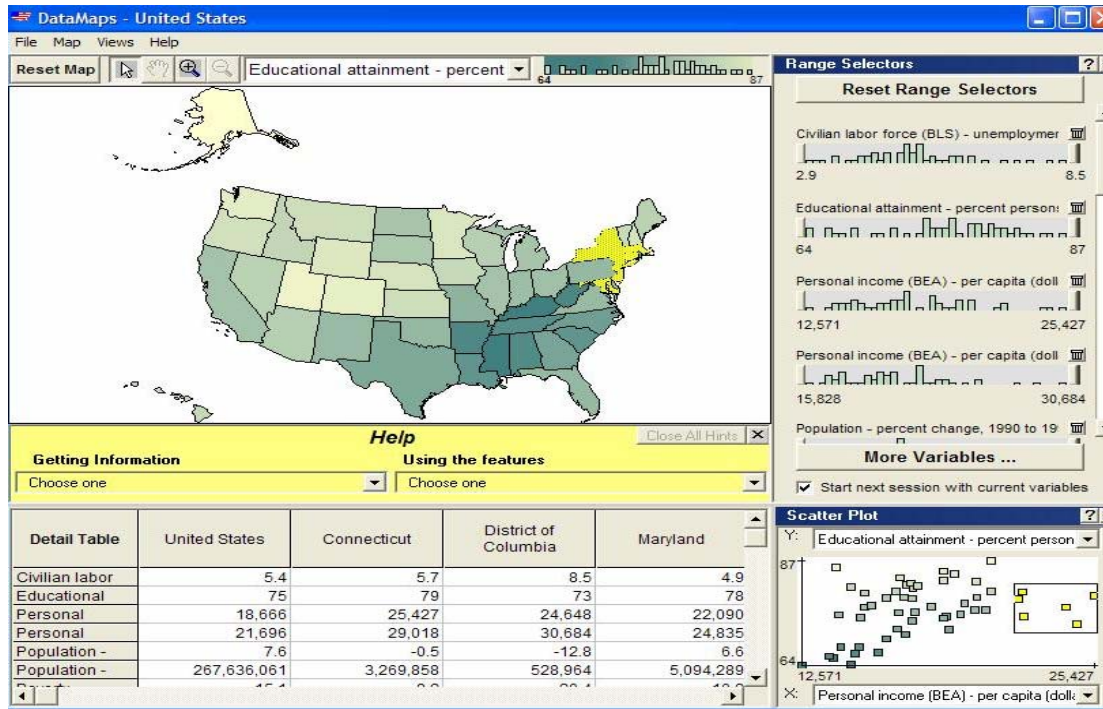 DataMaps - United States
File Map Views Help
Reset Map
Educational attainment - percent
64
87
Range Selectors
?
Reset Range Selectors
Civilian labor force (BLS) - unemploymer
2.9 8.5
Educational attainment - percent persons
64 87
Personal income (BEA) - per capita (doll
12,571 25,427
Personal income (BEA) - per capita (doll
15,828 30,684
Population - percent change, 1990 to 19
More Variables ...
Start next session with current variables
Help
Close All Hints
Getting Information Using the features
Choose one Choose one
Detail Table United States Connecticut District of Columbia Maryland
Civilian labor 5.4 5.7 8.5 4.9
Educational 75 79 73 78
Personal 18,666 25,427 24,648 22,090
Personal 21,696 29,018 30,684 24,835
Population - 7.6 -0.5 -12.8 6.6
Population - 267,636,061 3,269,858 528,964 5,094,289
Scatter Plot
?
Y: Educational attainment - percent person
87
64
12,571 25,427
X: Personal income (BEA) - per capita (dolla